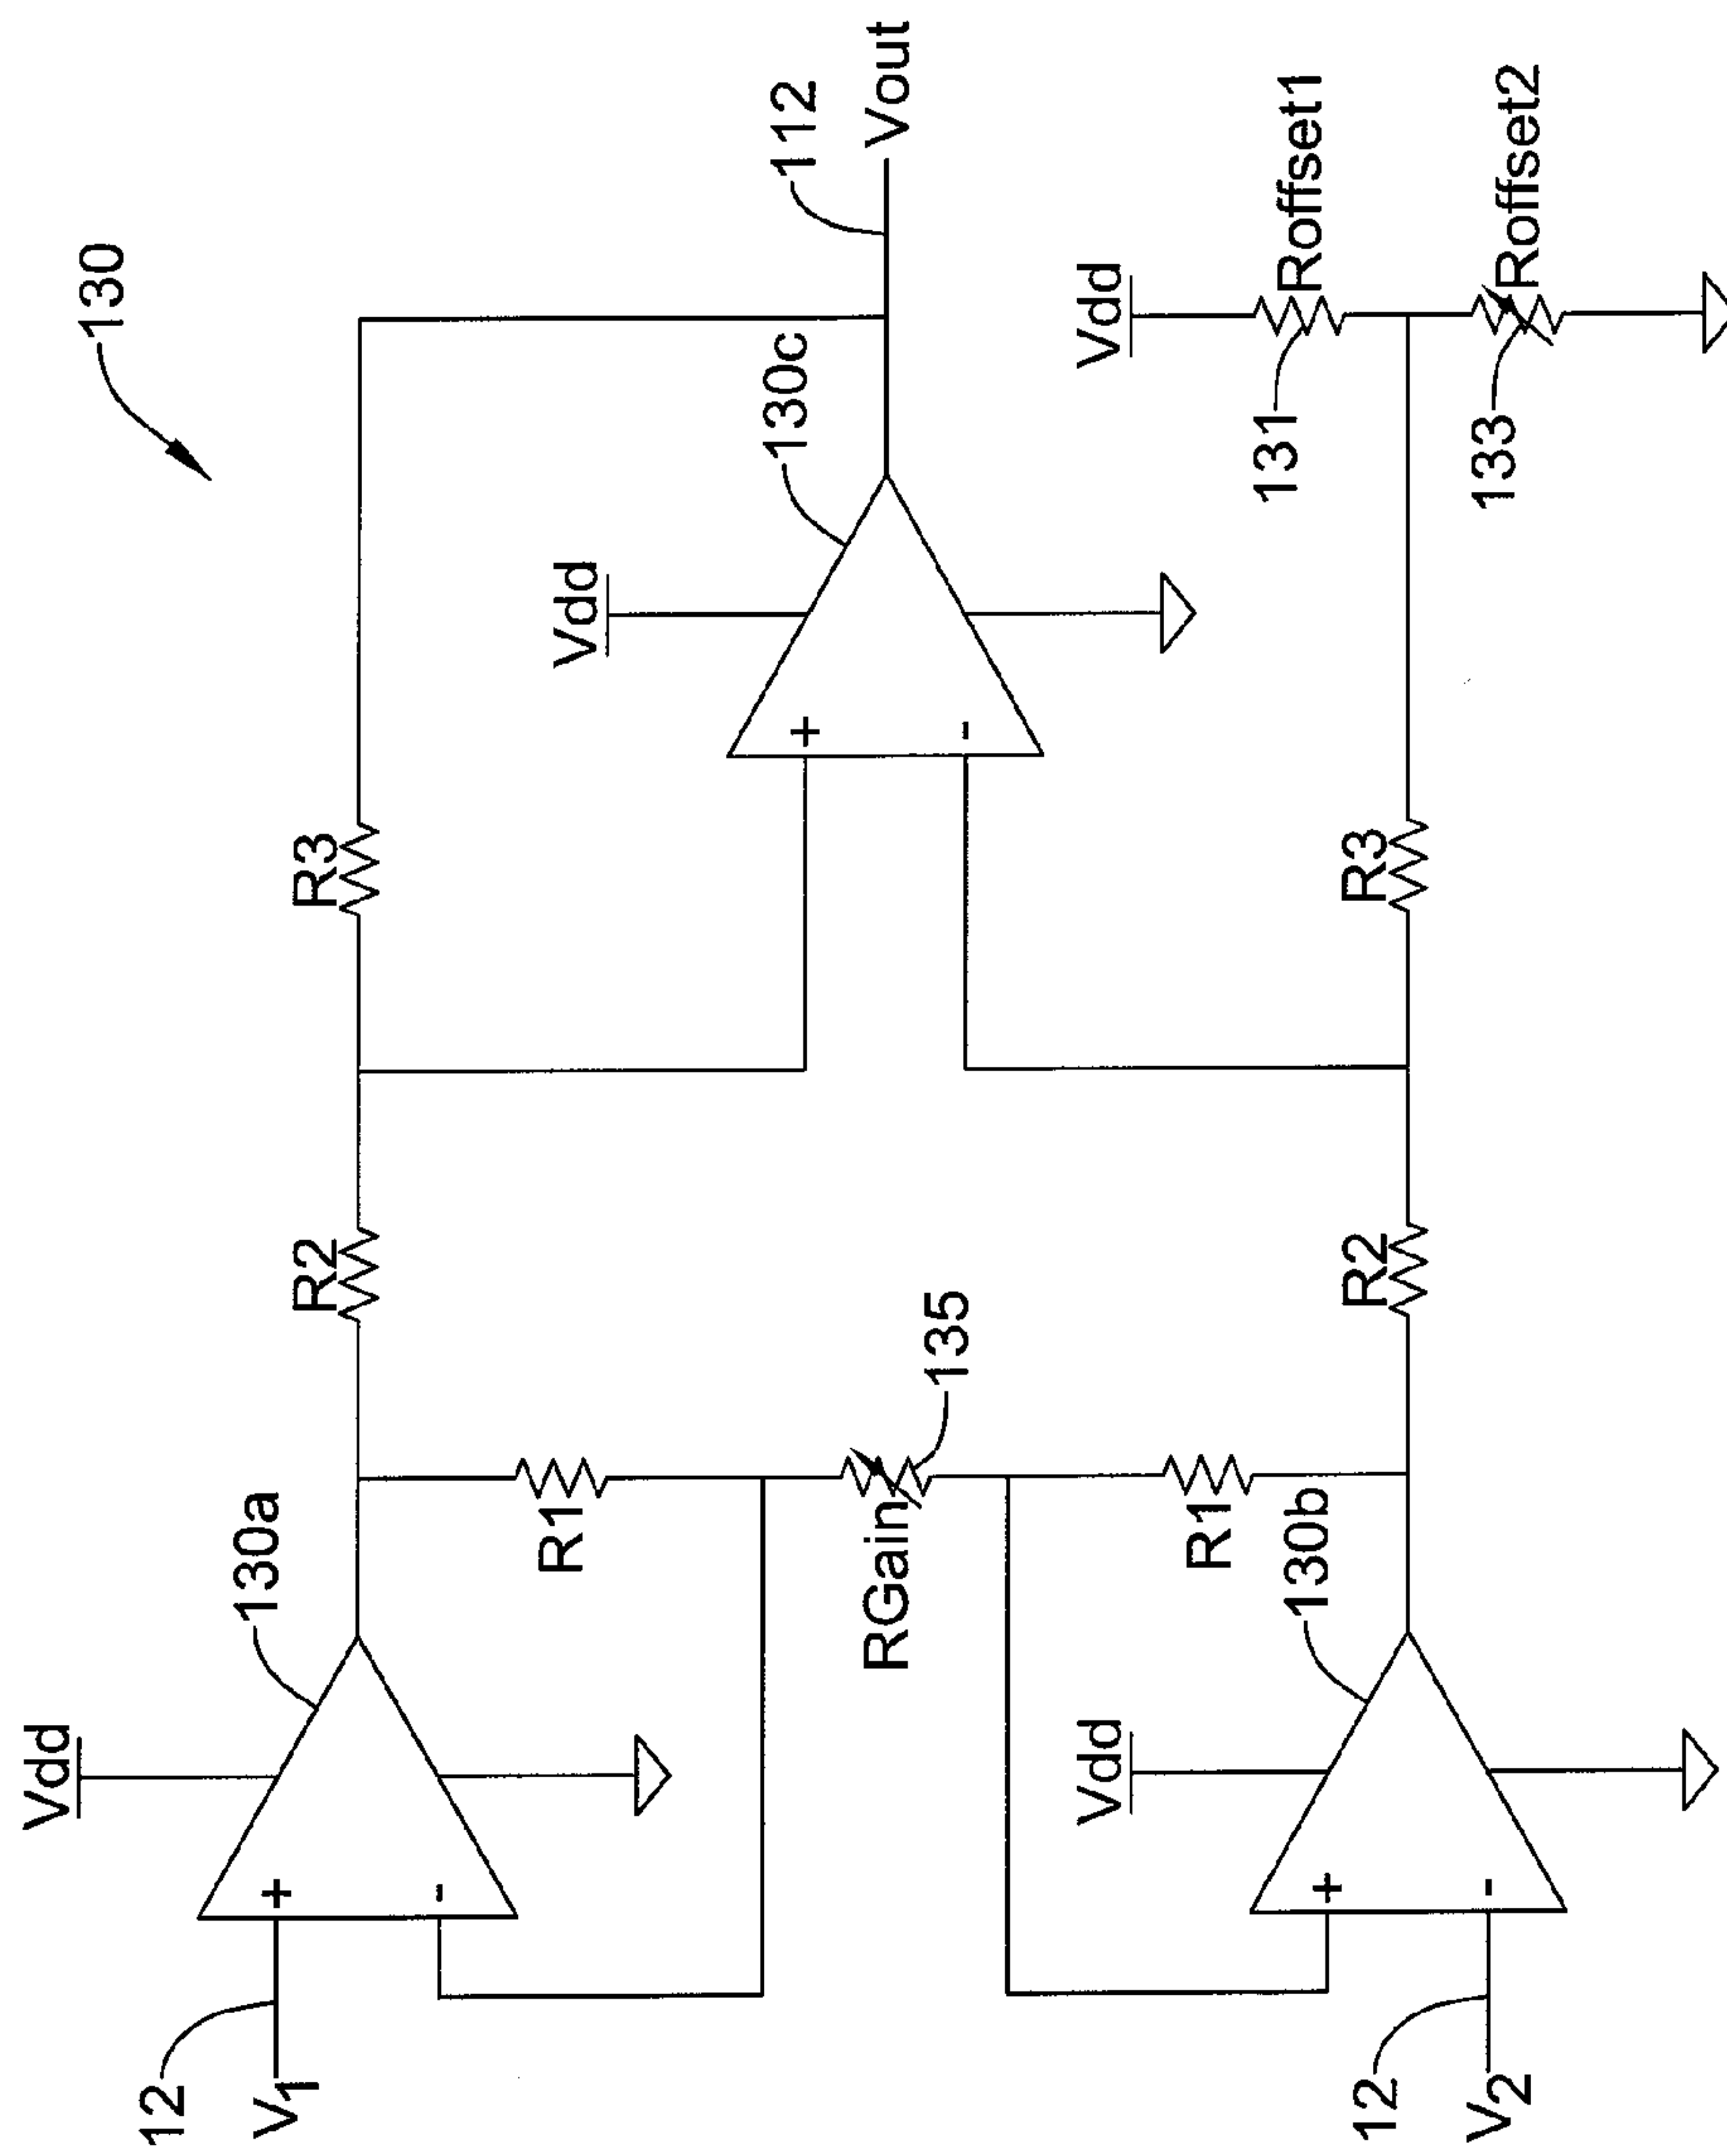 130
Vdd
130a
12
V1
+
-
R1
RGain
135
R2
R3
Vdd
130c
+
-
112
Vout
Vdd
130b
12
V2
+
-
R1
R2
R3
Vdd
131
Roffset1
133
Roffset2